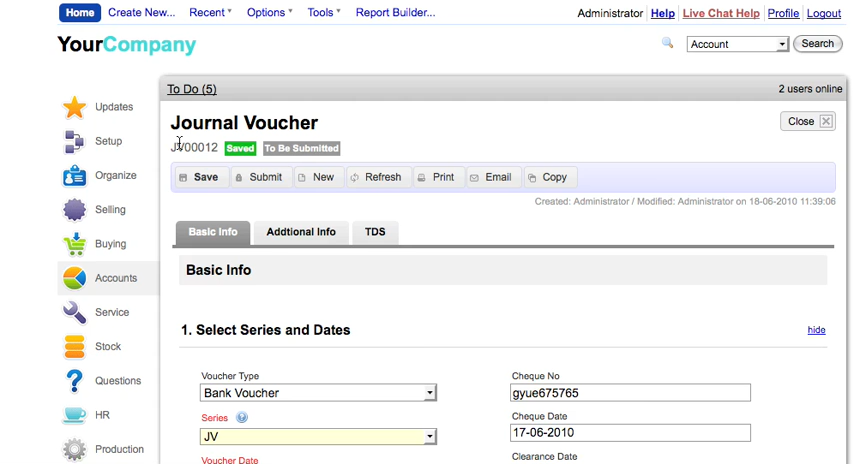 Home Create New... Recent Options Tools Report Builder... Administrator Help Live Chat Help Profile Logout
YourCompany Account Search
To Do (5) 2 users online
Updates
Setup
Organize
Selling
Buying
Accounts
Service
Stock
Questions
HR
Production
Journal Voucher Close
JV00012 Saved To Be Submitted
Save Submit New Refresh Print Email Copy
Created: Administrator / Modified: Administrator on 18-06-2010 11:39:06
Basic Info Addtional Info TDS
Basic Info
1. Select Series and Dates hide
Voucher Type
Bank Voucher
Series
JV
Voucher Date
Cheque No
gyue675765
Cheque Date
17-06-2010
Clearance Date